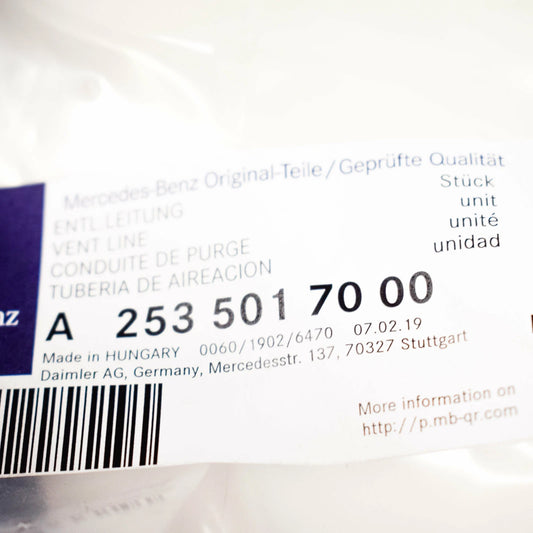 Mercedes-Benz Original-Teile/Geprüfte Qualität
ENTL.LEITUNG
VENT LINE
CONDUITE DE PURGE
TUBERIA DE AIREACION
Stück
unit
unité
unidad
nz
A 253 501 70 00
Made in HUNGARY 0060/1902/6470 07.02.19
Daimler AG, Germany, Mercedesstr. 137, 70327 Stuttgart
More information on
http://p.mb-qr.com